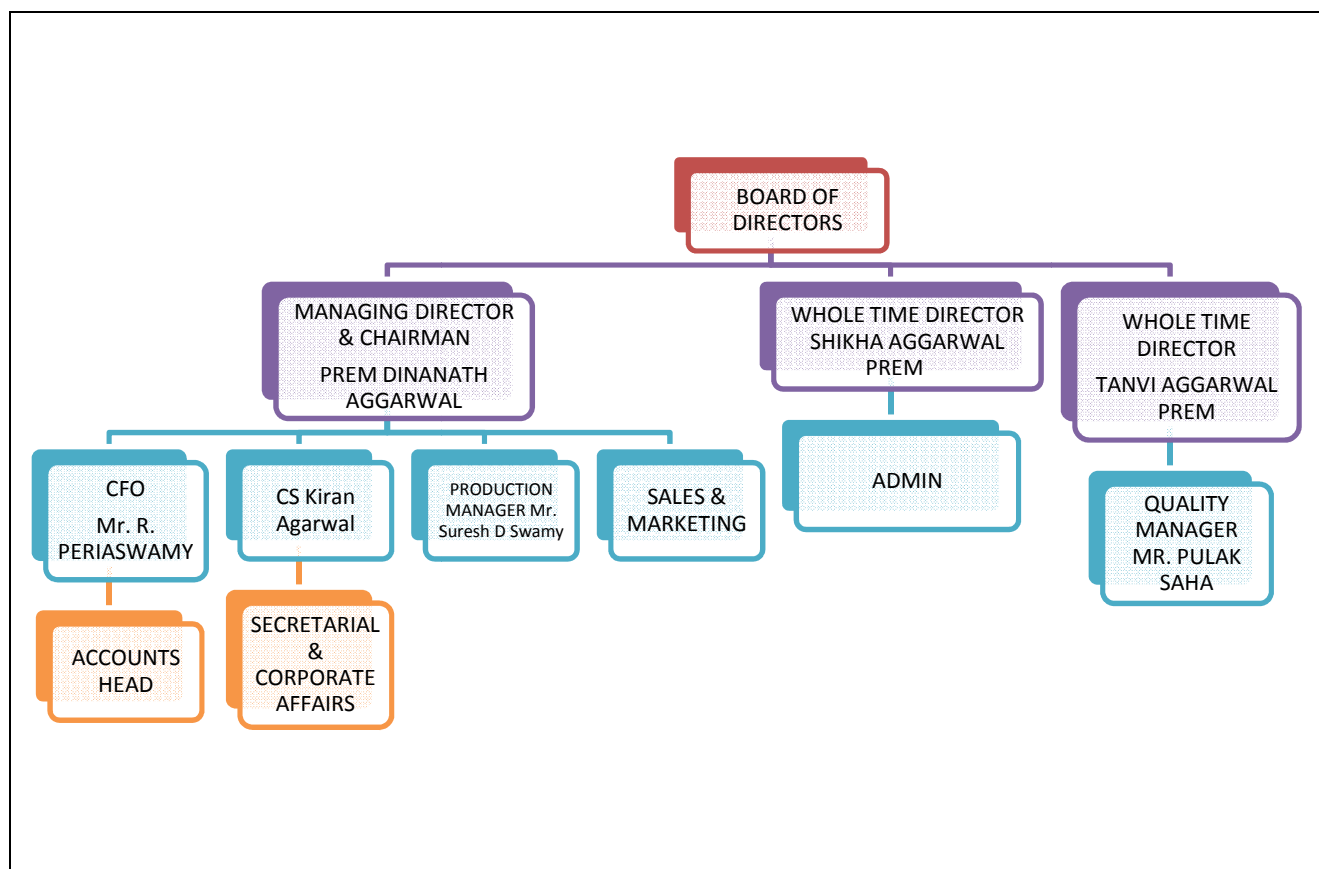 BOARD OF
DIRECTORS
MANAGING DIRECTOR
& CHAIRMAN
PREM DINANATH
AGGARWAL
WHOLE TIME DIRECTOR
SHIKHA AGGARWAL
PREM
WHOLE TIME
DIRECTOR
TANVI AGGARWAL
PREM
CFO
Mr. R.
PERIASWAMY
CS Kiran
Agarwal
PRODUCTION
MANAGER Mr.
Suresh D Swamy
SALES &
MARKETING
ADMIN
QUALITY
MANAGER
MR. PULAK
SAHA
ACCOUNTS
HEAD
SECRETARIAL
&
CORPORATE
AFFAIRS